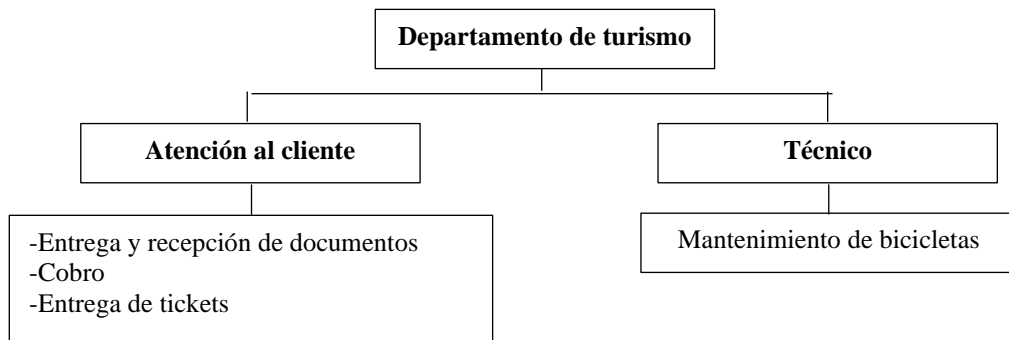 Departamento de turismo
Atención al cliente
Técnico
-Entrega y recepción de documentos
-Cobro
-Entrega de tickets
Mantenimiento de bicicletas